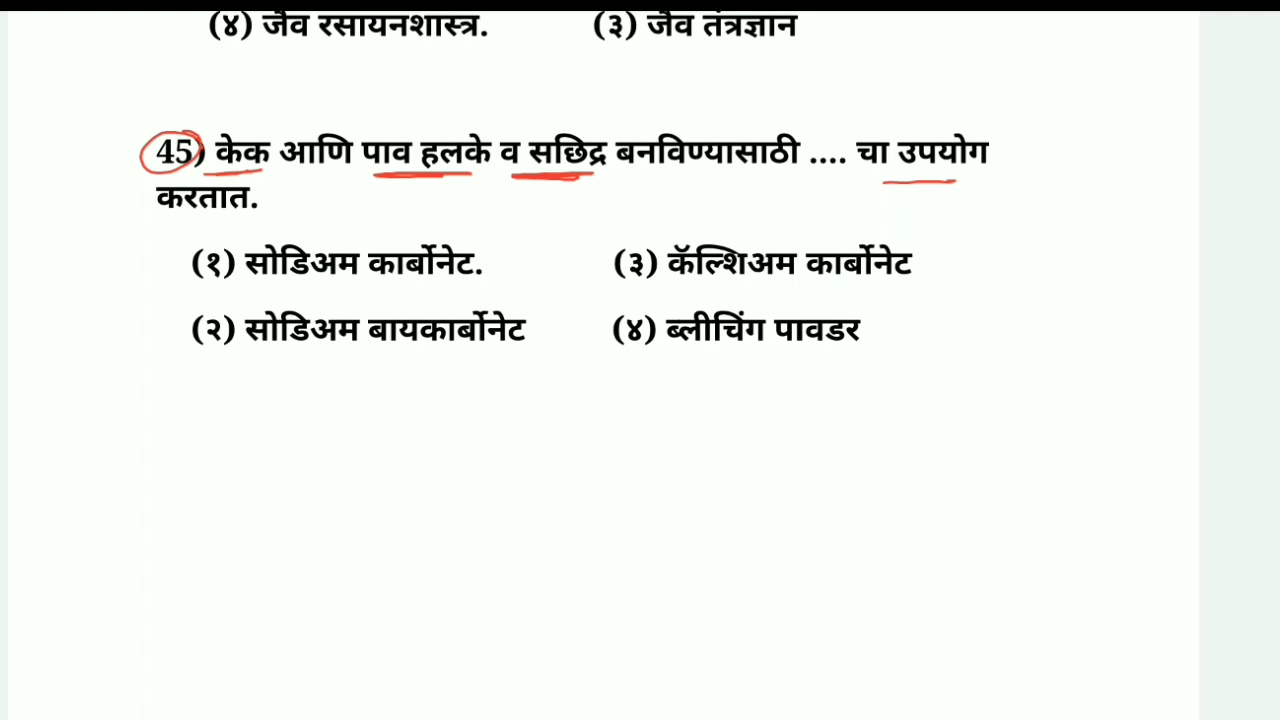 (४) जैव रसायनशास्त्र. (३) जैव तंत्रज्ञान
45) केक आणि पाव हलके व सछिद्र बनविण्यासाठी .... चा उपयोग
करतात.
(१) सोडिअम कार्बोनेट. (३) कॅल्शिअम कार्बोनेट
(२) सोडिअम बायकार्बोनेट (४) ब्लीचिंग पावडर